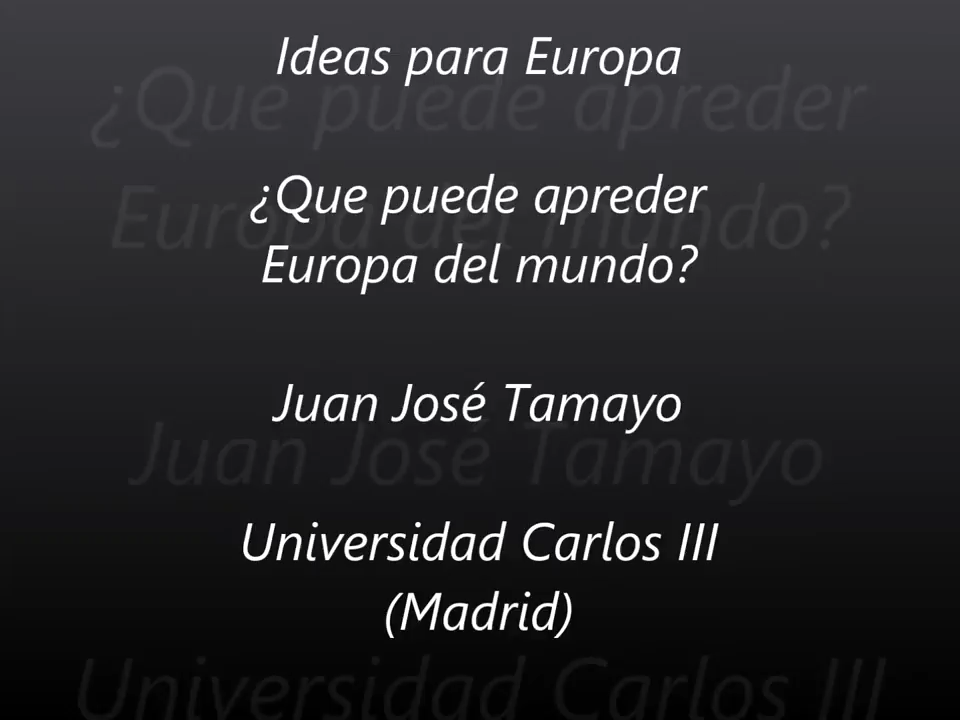 Ideas para Europa
¿Que puede apreder
Europa del mundo?
Juan José Tamayo
Universidad Carlos III
(Madrid)